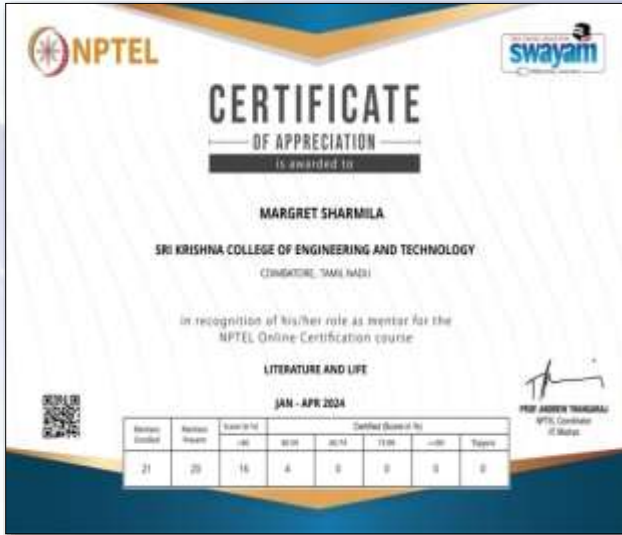 NPTEL
swayam
CERTIFICATE
OF APPRECIATION
is awarded to
MARGRET SHARMILA
SRI KRISHNA COLLEGE OF ENGINEERING AND TECHNOLOGY
COIMBATORE, TAMIL NADU
in recognition of his/her role as mentor for the
NPTEL Online Certification course
LITERATURE AND LIFE
JAN - APR 2024
PROF. ANDREW THANGARAJ
NPTEL Coordinator
IIT Madras
Mentees Enrolled
Mentees Present
Certified (Score in %)
Toppers
21 20 16 4 0 0 0 0